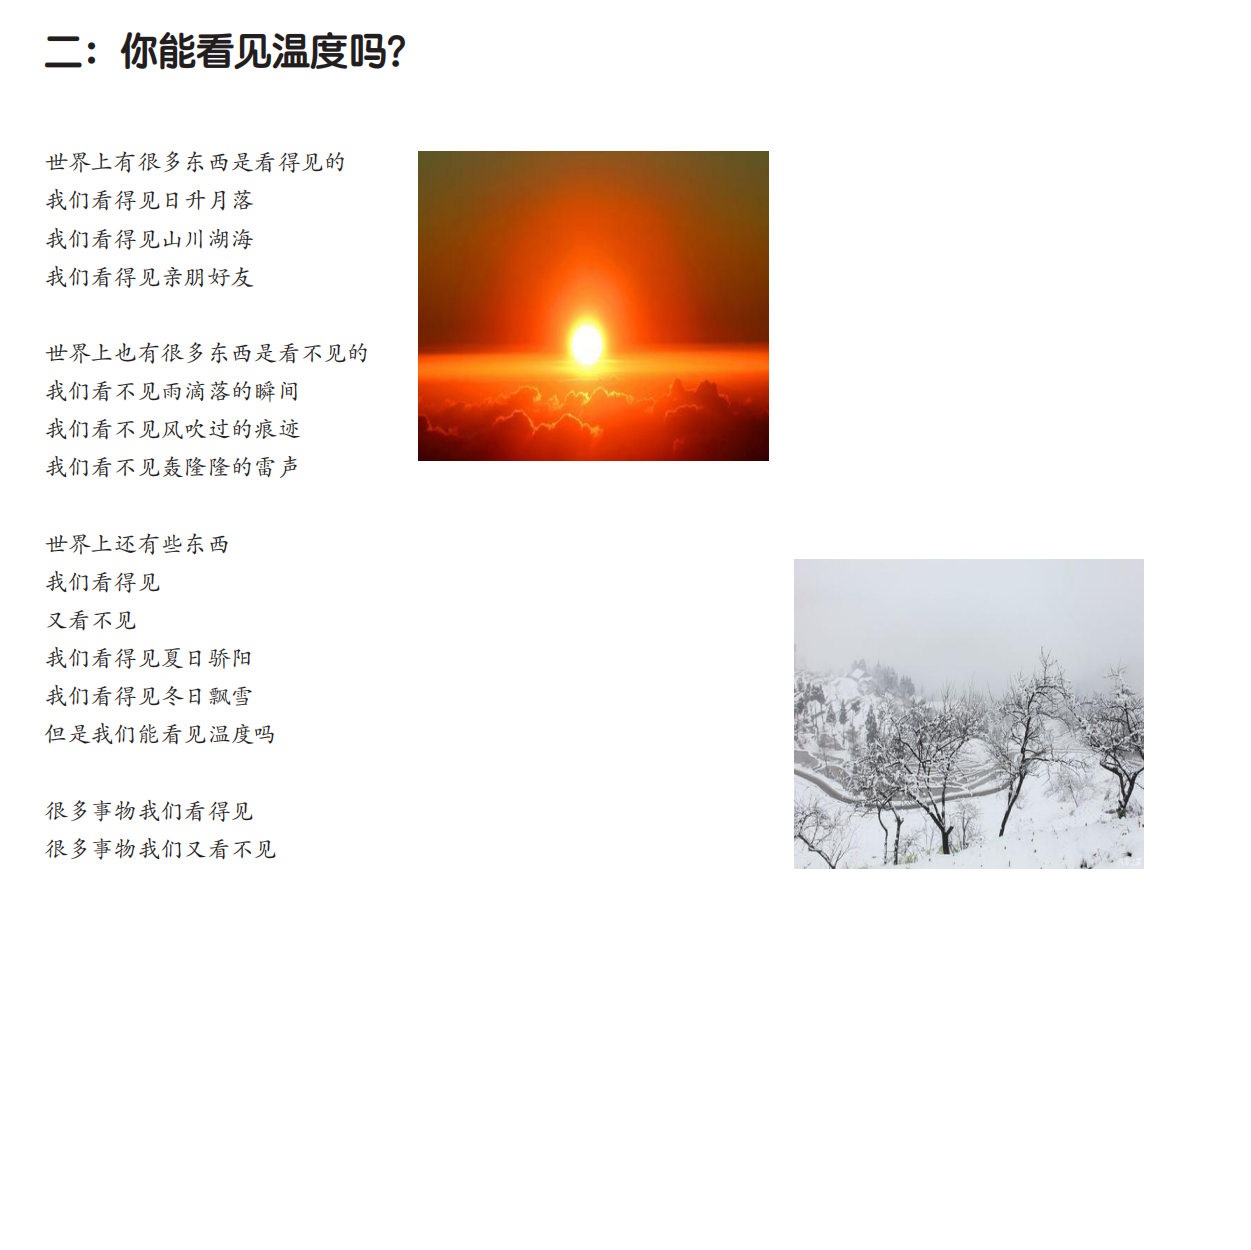 二：你能看见温度吗?
世界上有很多东西是看得见的
我们看得见日升月落
我们看得见山川湖海
我们看得见亲朋好友
世界上也有很多东西是看不见的
我们看不见雨滴落的瞬间
我们看不见风吹过的痕迹
我们看不见轰隆隆的雷声
世界上还有些东西
我们看得见
又看不见
我们看得见夏日骄阳
我们看得见冬日飘雪
但是我们能看见温度吗
很多事物我们看得见
很多事物我们又看不见